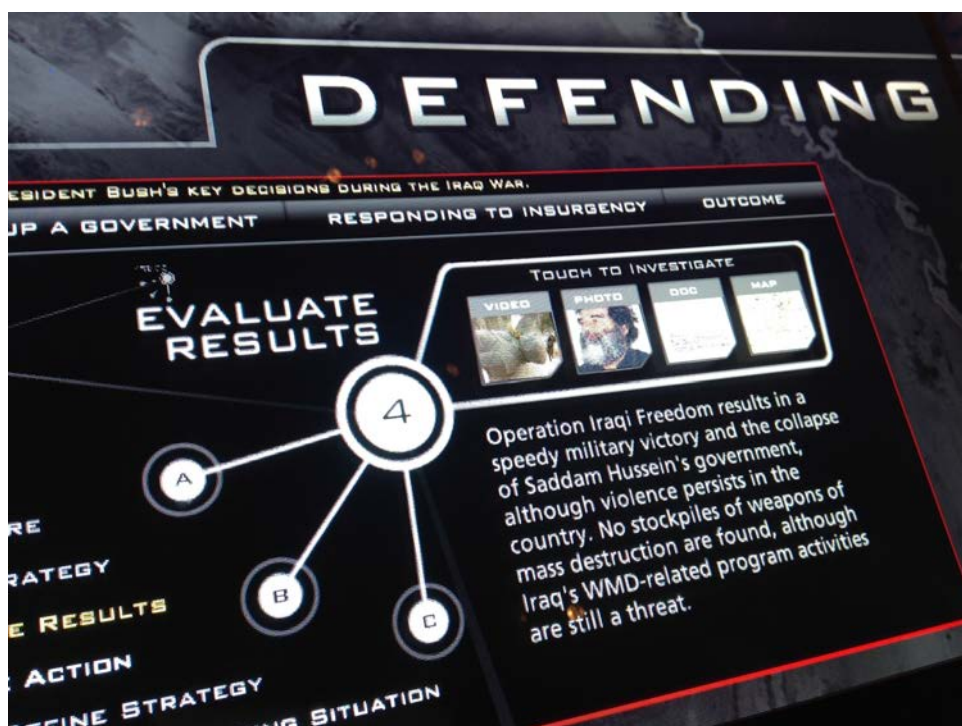 DEFENDING
ESIDENT BUSH'S KEY DECISIONS DURING THE IRAQ WAR.
UP A GOVERNMENT
RESPONDING TO INSURGENCY
OUTCOME
EVALUATE
RESULTS
TOUCH TO INVESTIGATE
VIDEO
PHOTO
DOC
MAP
4
A
B
C
Operation Iraqi Freedom results in a
speedy military victory and the collapse
of Saddam Hussein's government,
although violence persists in the
country. No stockpiles of weapons of
mass destruction are found, although
Iraq's WMD-related program activities
are still a threat.
RE
RATEGY
E RESULTS
ACTION
FINE STRATEGY
NG SITUATION